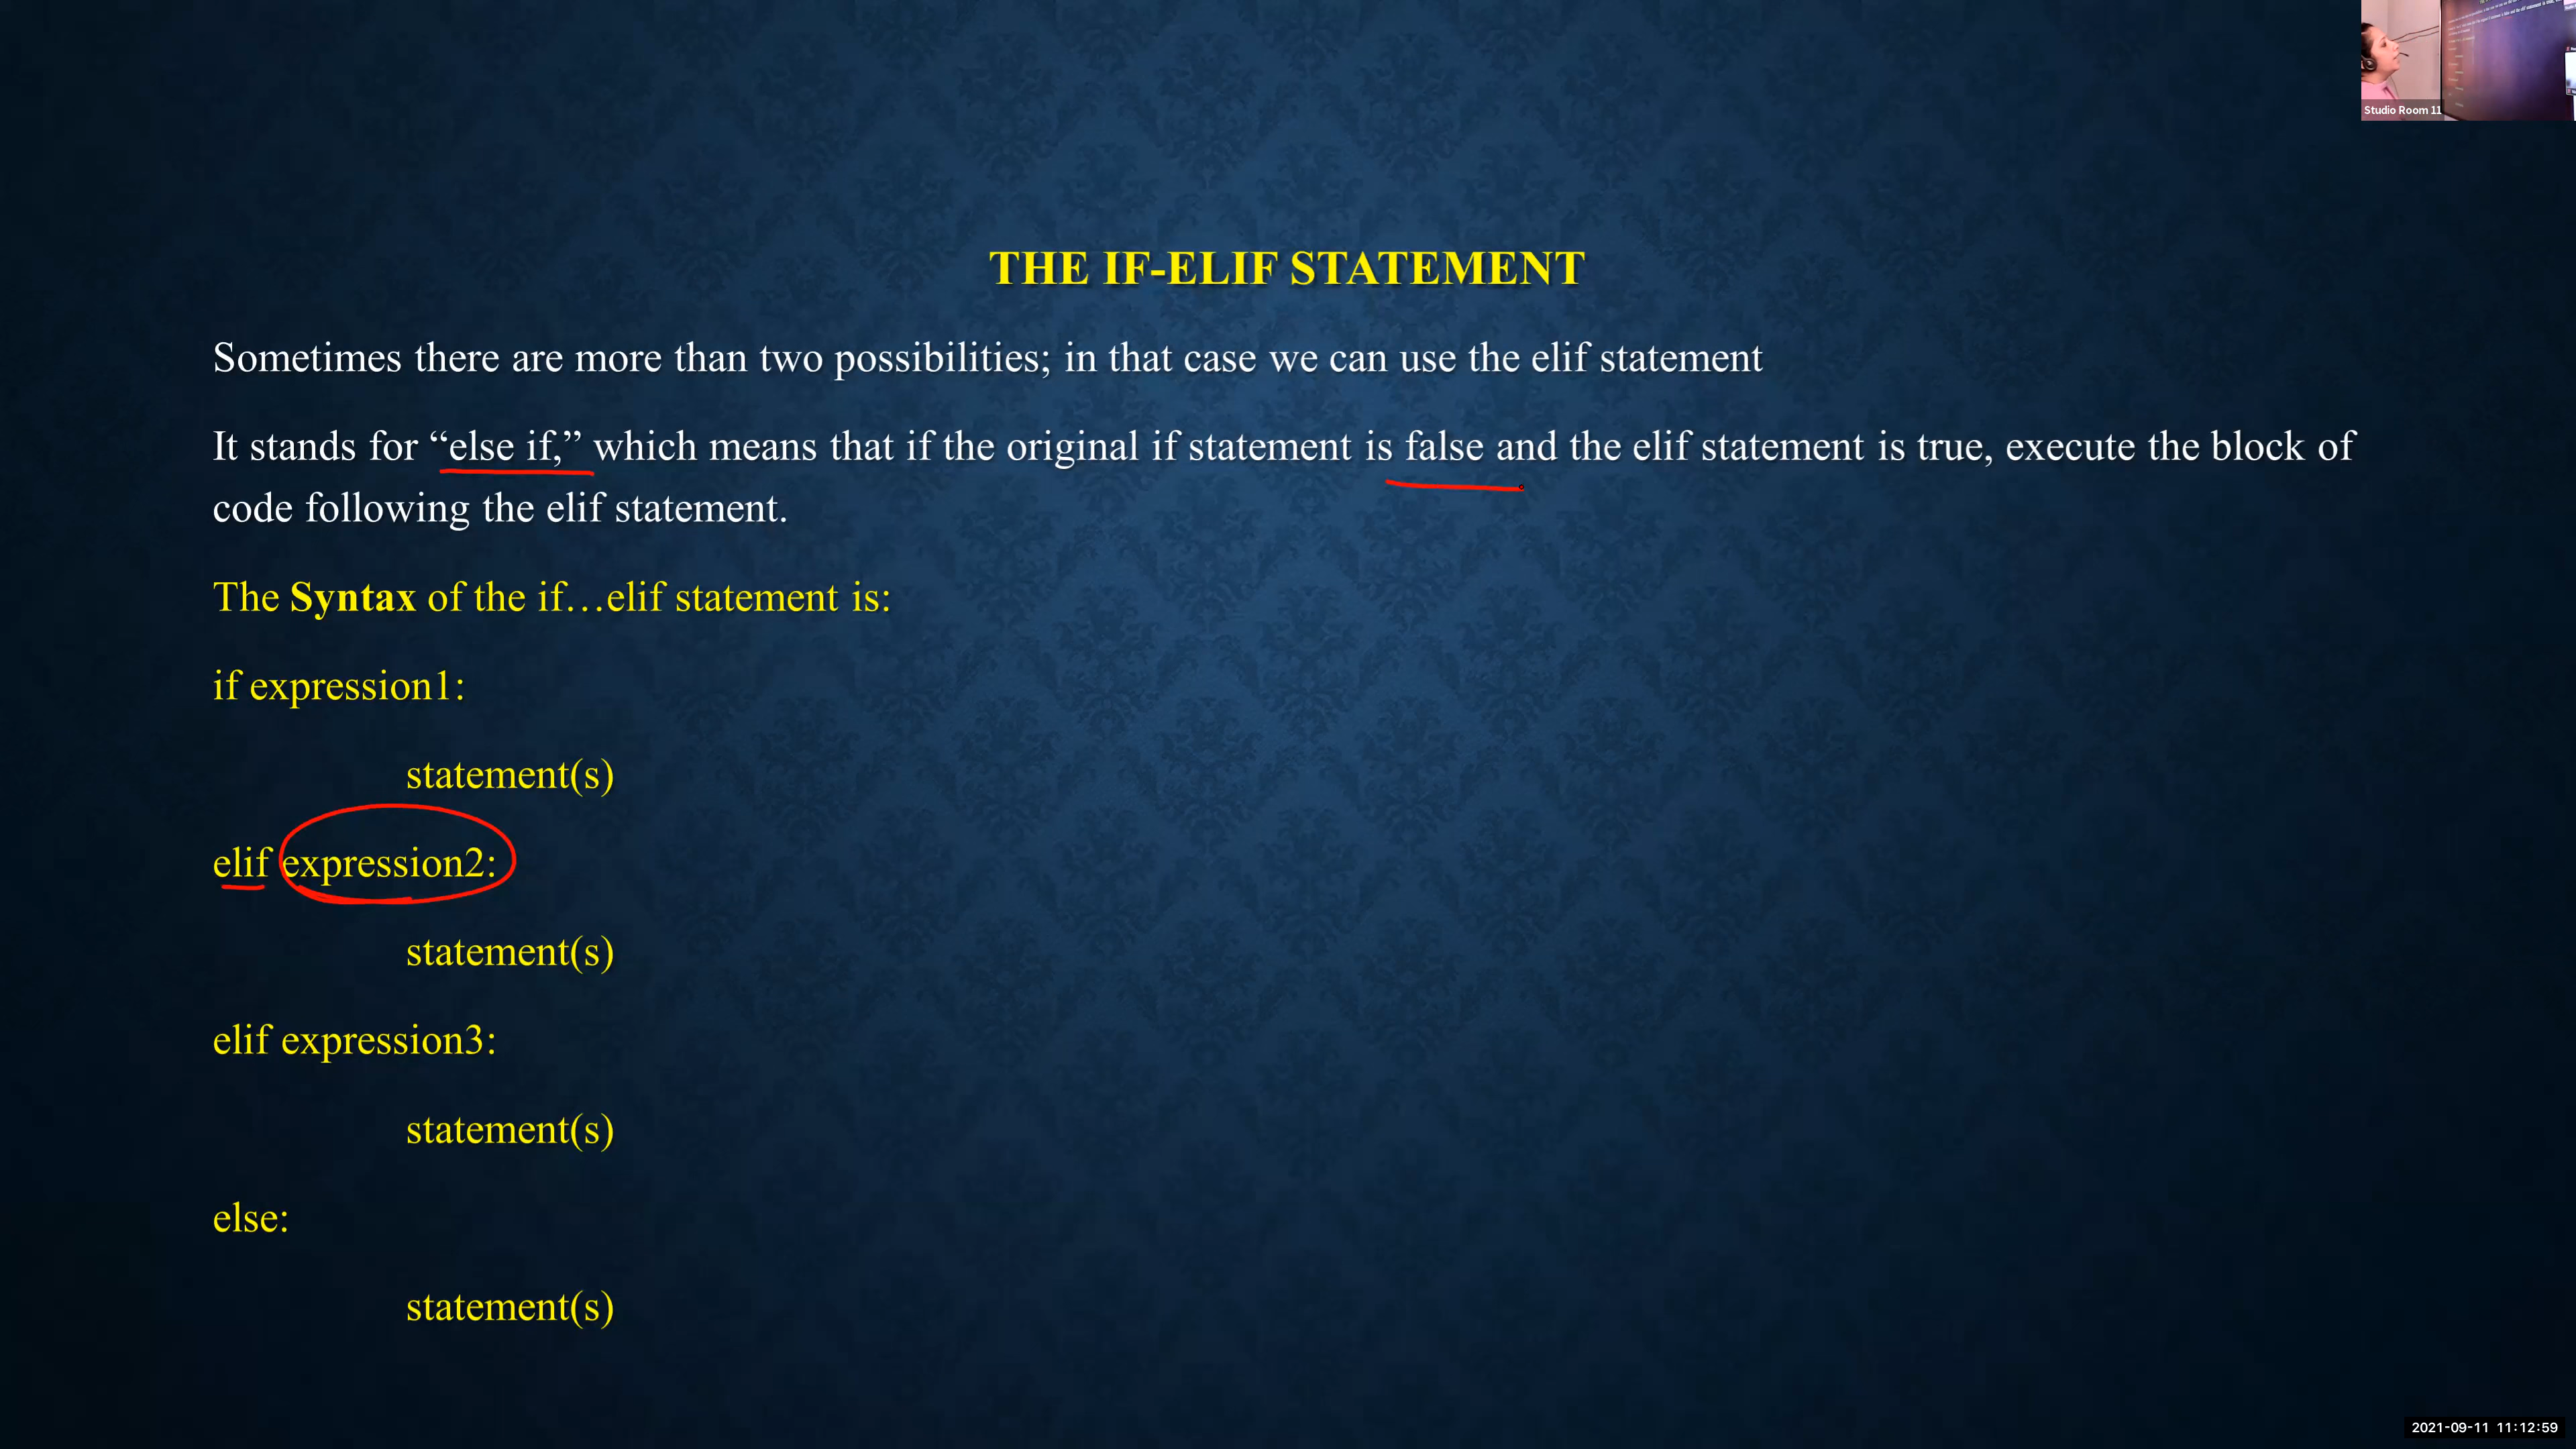 Studio Room 11
THE IF-ELIF STATEMENT
Sometimes there are more than two possibilities; in that case we can use the elif statement
It stands for “else if,” which means that if the original if statement is false and the elif statement is true, execute the block of
code following the elif statement.
The Syntax of the if…elif statement is:
if expression1:
statement(s)
elif expression2:
statement(s)
elif expression3:
statement(s)
else:
statement(s)
2021-09-11 11:12:59